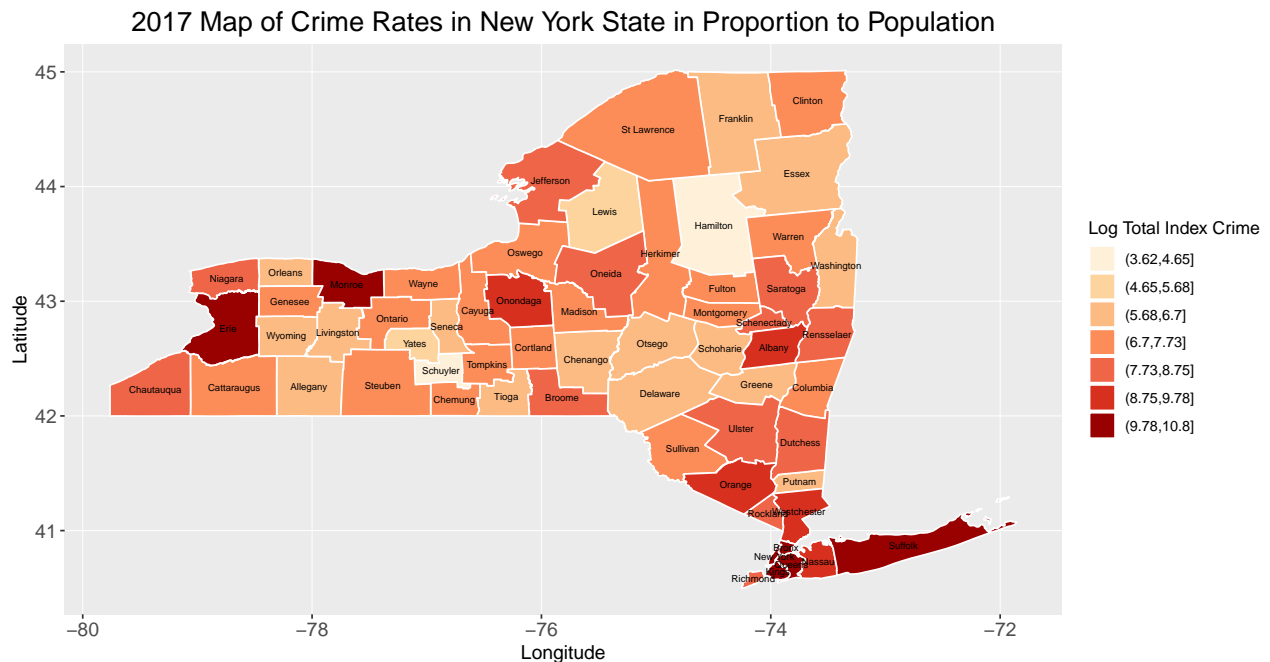 2017 Map of Crime Rates in New York State in Proportion to Population
45
44
43
42
41
Latitude
Clinton
Franklin
St Lawrence
Essex
Jefferson
Lewis
Hamilton
Warren
Oswego
Herkimer
Washington
Oneida
Niagara
Orleans
Monroe
Wayne
Fulton
Saratoga
Genesee
Onondaga
Cayuga
Madison
Montgomery
Ontario
Schenectady
Erie
Wyoming
Livingston
Seneca
Rensselaer
Yates
Cortland
Otsego
Schoharie
Albany
Chenango
Schuyler
Tompkins
Chautauqua
Cattaraugus
Allegany
Steuben
Greene
Columbia
Chemung
Tioga
Broome
Delaware
Ulster
Dutchess
Sullivan
Orange
Putnam
Rockland
Westchester
Bronx
New York
Suffolk
Queens
Nassau
Kings
Richmond
−80
−78
−76
−74
−72
Longitude
Log Total Index Crime
(3.62,4.65]
(4.65,5.68]
(5.68,6.7]
(6.7,7.73]
(7.73,8.75]
(8.75,9.78]
(9.78,10.8]